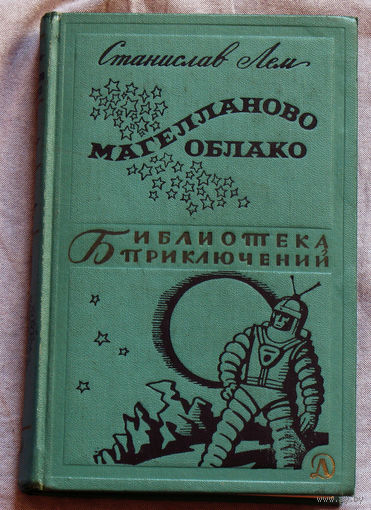 Станислав Лем
МАГЕЛЛАНОВО
ОБЛАКО
БИБЛИОТЕКА
ПРИКЛЮЧЕНИЙ
Д